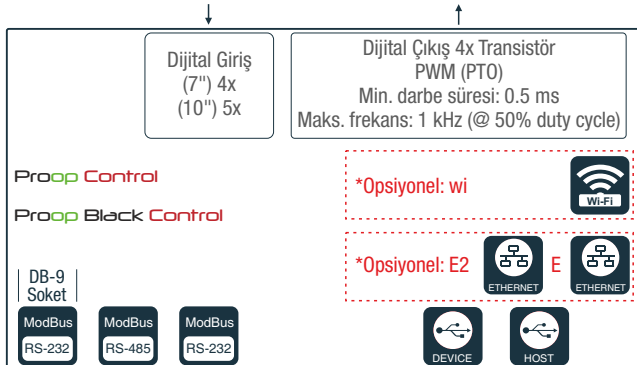 Dijital Giriş
(7") 4x
(10") 5x
Dijital Çıkış 4x Transistör
PWM (PTO)
Min. darbe süresi: 0.5 ms
Maks. frekans: 1 kHz (@ 50% duty cycle)
Proop Control
*Opsiyonel: wi
Wi-Fi
Proop Black Control
*Opsiyonel: E2
ETHERNET
E
ETHERNET
DB-9
Soket
ModBus
RS-232
ModBus
RS-485
ModBus
RS-232
DEVICE
HOST